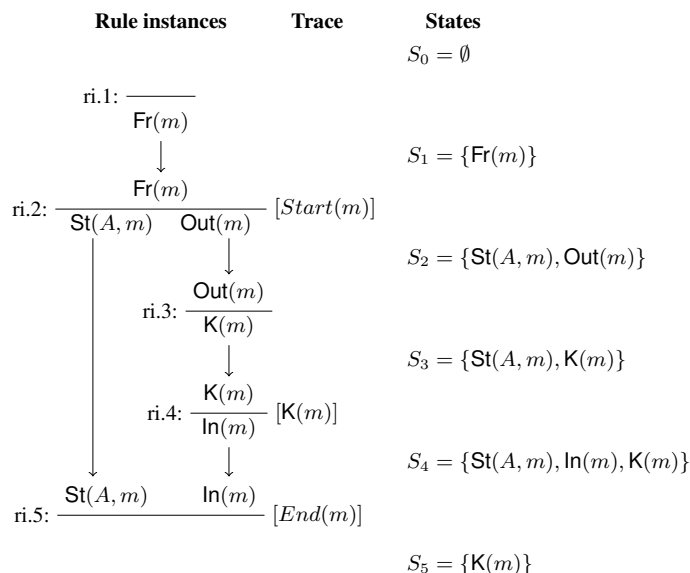 Rule instances Trace States
S₀ = ∅
ri.1:
Fr(m)
S₁ = {Fr(m)}
Fr(m)
ri.2: [Start(m)]
St(A, m) Out(m)
S₂ = {St(A, m), Out(m)}
Out(m)
ri.3:
K(m)
S₃ = {St(A, m), K(m)}
K(m)
ri.4: [K(m)]
In(m)
S₄ = {St(A, m), In(m), K(m)}
St(A, m) In(m)
ri.5: [End(m)]
S₅ = {K(m)}